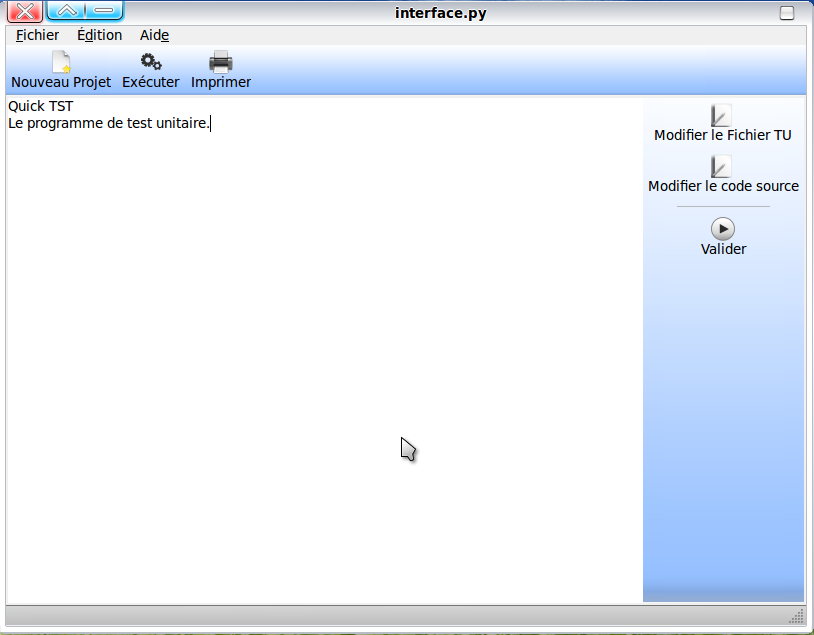 interface.py
Fichier Édition Aide
Nouveau Projet Exécuter Imprimer
Quick TST
Le programme de test unitaire.
Modifier le Fichier TU
Modifier le code source
Valider